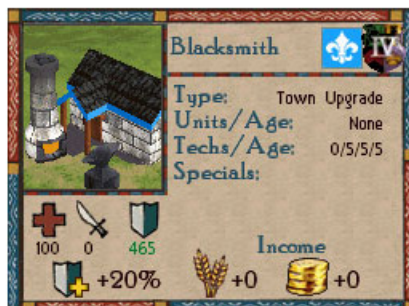 Blacksmith
IV
Type: Town Upgrade
Units/Age: None
Techs/Age: 0/5/5/5
Specials:
100 0 465
Income
+20% +0 +0